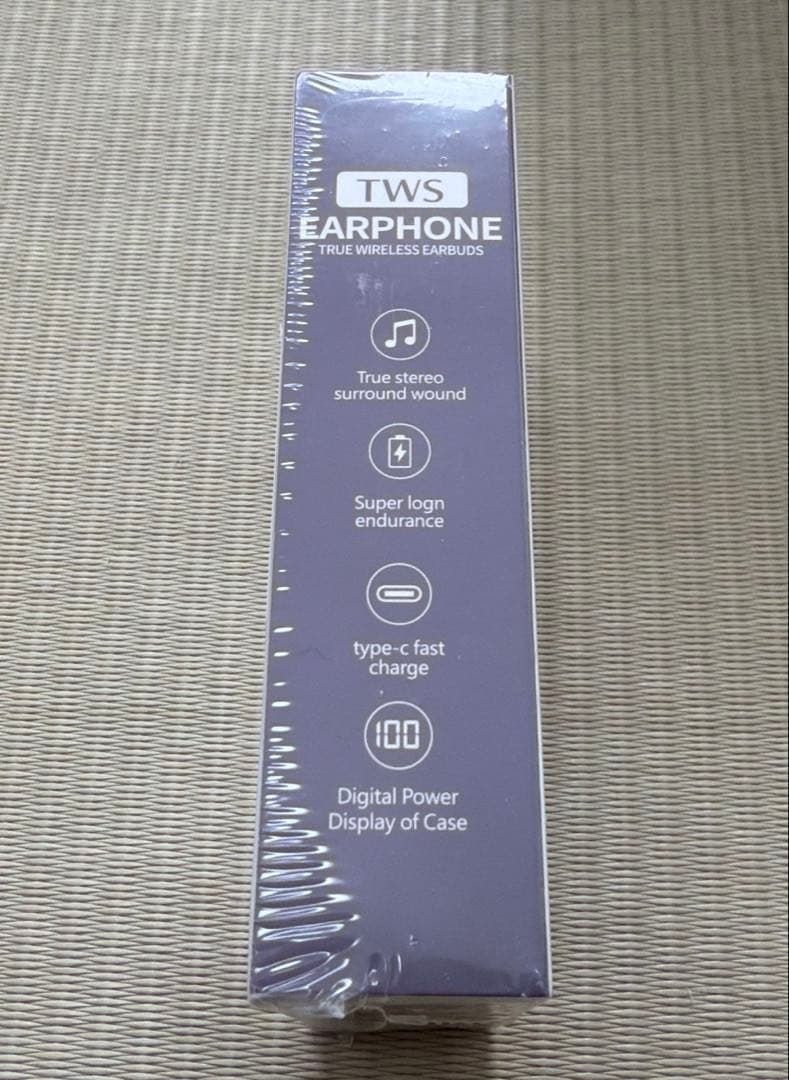 TWS
EARPHONE
TRUE WIRELESS EARBUDS
True stereo
surround wound
Super logn
endurance
type-c fast
charge
100
Digital Power
Display of Case